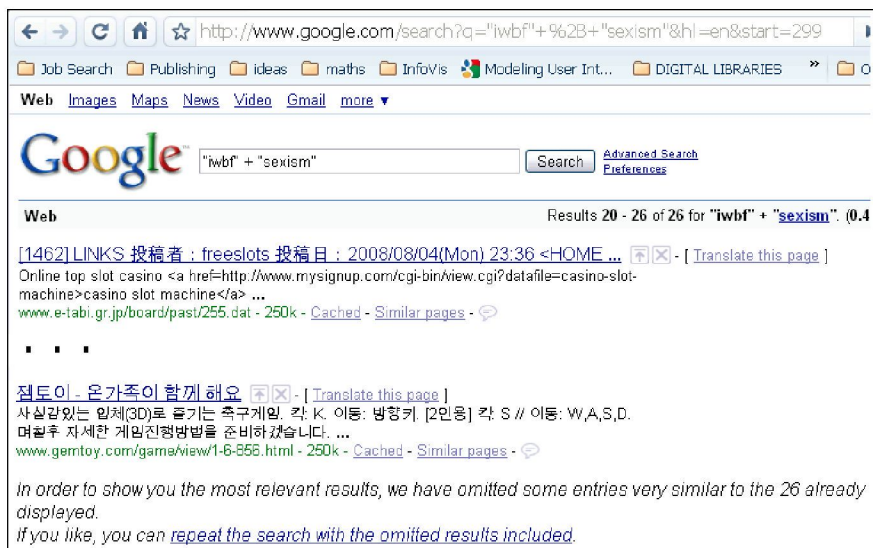 http://www.google.com/search?q="iwbf"+%2B+"sexism"&hl=en&start=299
Job Search Publishing ideas maths InfoVis Modeling User Int... DIGITAL LIBRARIES » O
Web Images Maps News Video Gmail more ▼
Google™ "iwbf" + "sexism" Search Advanced Search
Preferences
Web Results 20 - 26 of 26 for "iwbf" + "sexism". (0.4
[1462] LINKS 投稿者 : freeslots 投稿日 : 2008/08/04(Mon) 23:36 <HOME ... - [ Translate this page ]
Online top slot casino <a href=http://www.mysignup.com/cgi-bin/view.cgi?datafile=casino-slot-
machine>casino slot machine</a> ...
www.e-tabi.gr.jp/board/past/255.dat - 250k - Cached - Similar pages -
. . .
젬토이 - 온가족이 함께 해요 - [ Translate this page ]
사실감있는 입체(3D)로 즐기는 축구게임. 킥: K. 이동: 방향키. [2인용] 킥: S // 이동: W,A,S,D.
며칠후 자세한 게임진행방법을 준비하겠습니다. ...
www.gemtoy.com/game/view/1-6-856.html - 250k - Cached - Similar pages -
In order to show you the most relevant results, we have omitted some entries very similar to the 26 already
displayed.
If you like, you can repeat the search with the omitted results included.